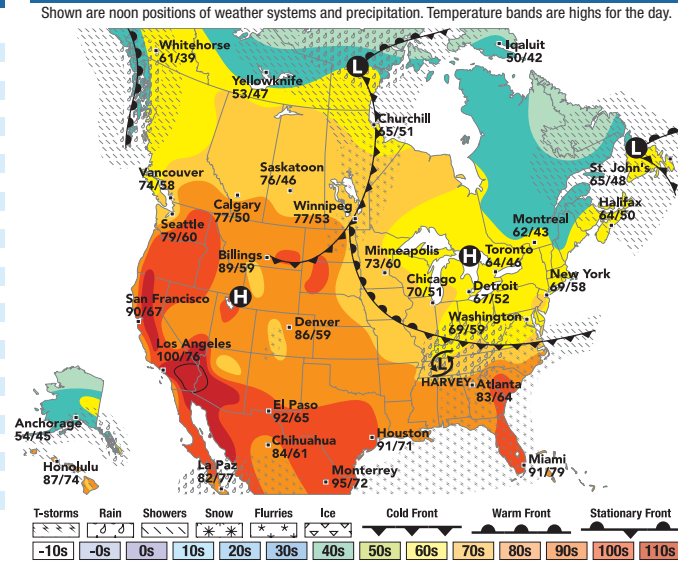 Shown are noon positions of weather systems and precipitation. Temperature bands are highs for the day.
Whitehorse
61/39
Iqaluit
50/42
L
Yellowknife
53/47
Churchill
65/51
L
Vancouver
74/58
Saskatoon
76/46
St. John's
65/48
Calgary
77/50
Winnipeg
77/53
Halifax
64/50
Seattle
79/60
Montreal
62/43
Billings
89/59
Minneapolis
73/60
H
Toronto
64/46
Chicago
70/51
Detroit
67/52
New York
69/58
San Francisco
90/67
H
Denver
86/59
Washington
69/59
Los Angeles
100/76
L
HARVEY
Atlanta
83/64
El Paso
92/65
Anchorage
54/45
Chihuahua
84/61
Houston
91/71
Honolulu
87/74
La Paz
82/77
Monterrey
95/72
Miami
91/79
T-storms Rain Showers Snow Flurries Ice Cold Front Warm Front Stationary Front
-10s -0s 0s 10s 20s 30s 40s 50s 60s 70s 80s 90s 100s 110s